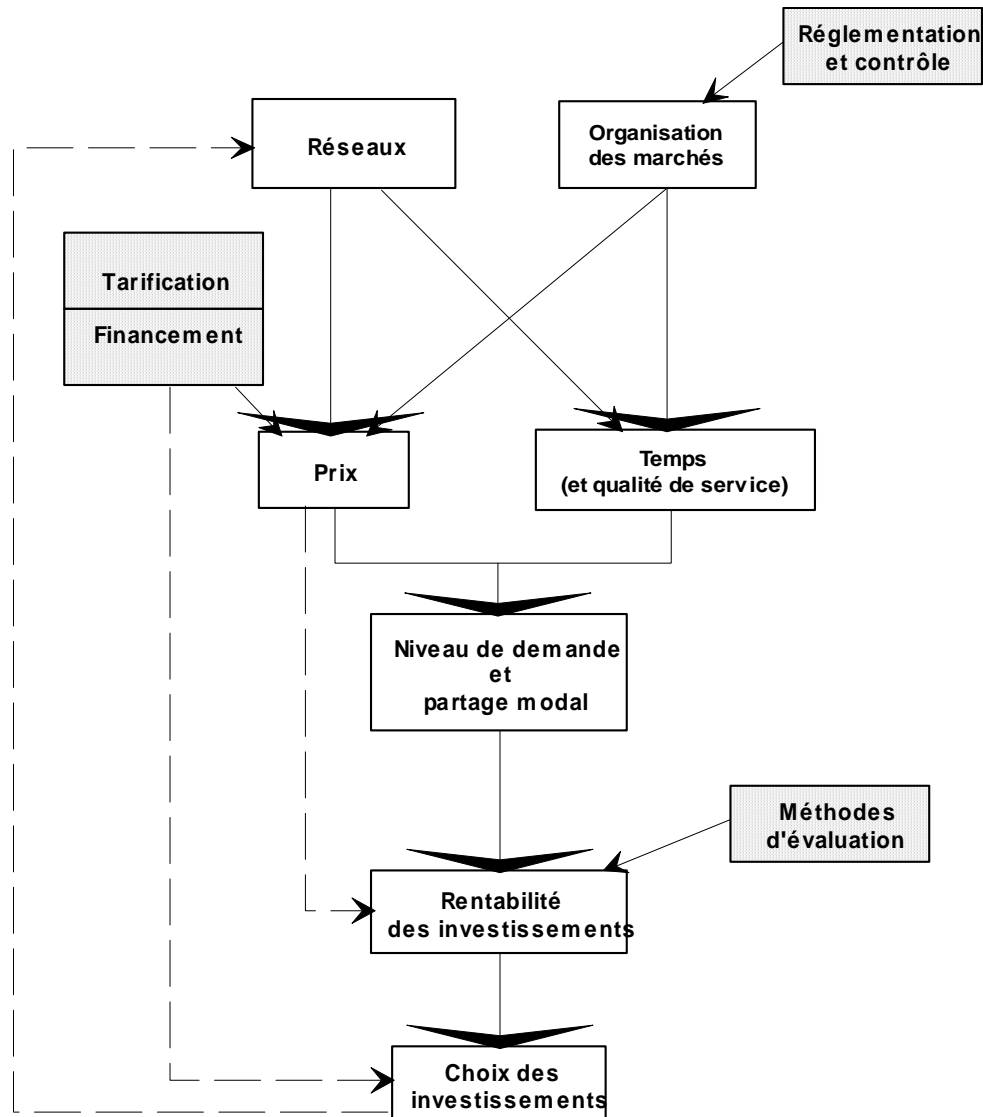 Réglementation
et contrôle
Réseaux
Organisation
des marchés
Tarification
Financement
Prix
Temps
(et qualité de service)
Niveau de demande
et
partage modal
Méthodes
d'évaluation
Rentabilité
des investissements
Choix des
investissements